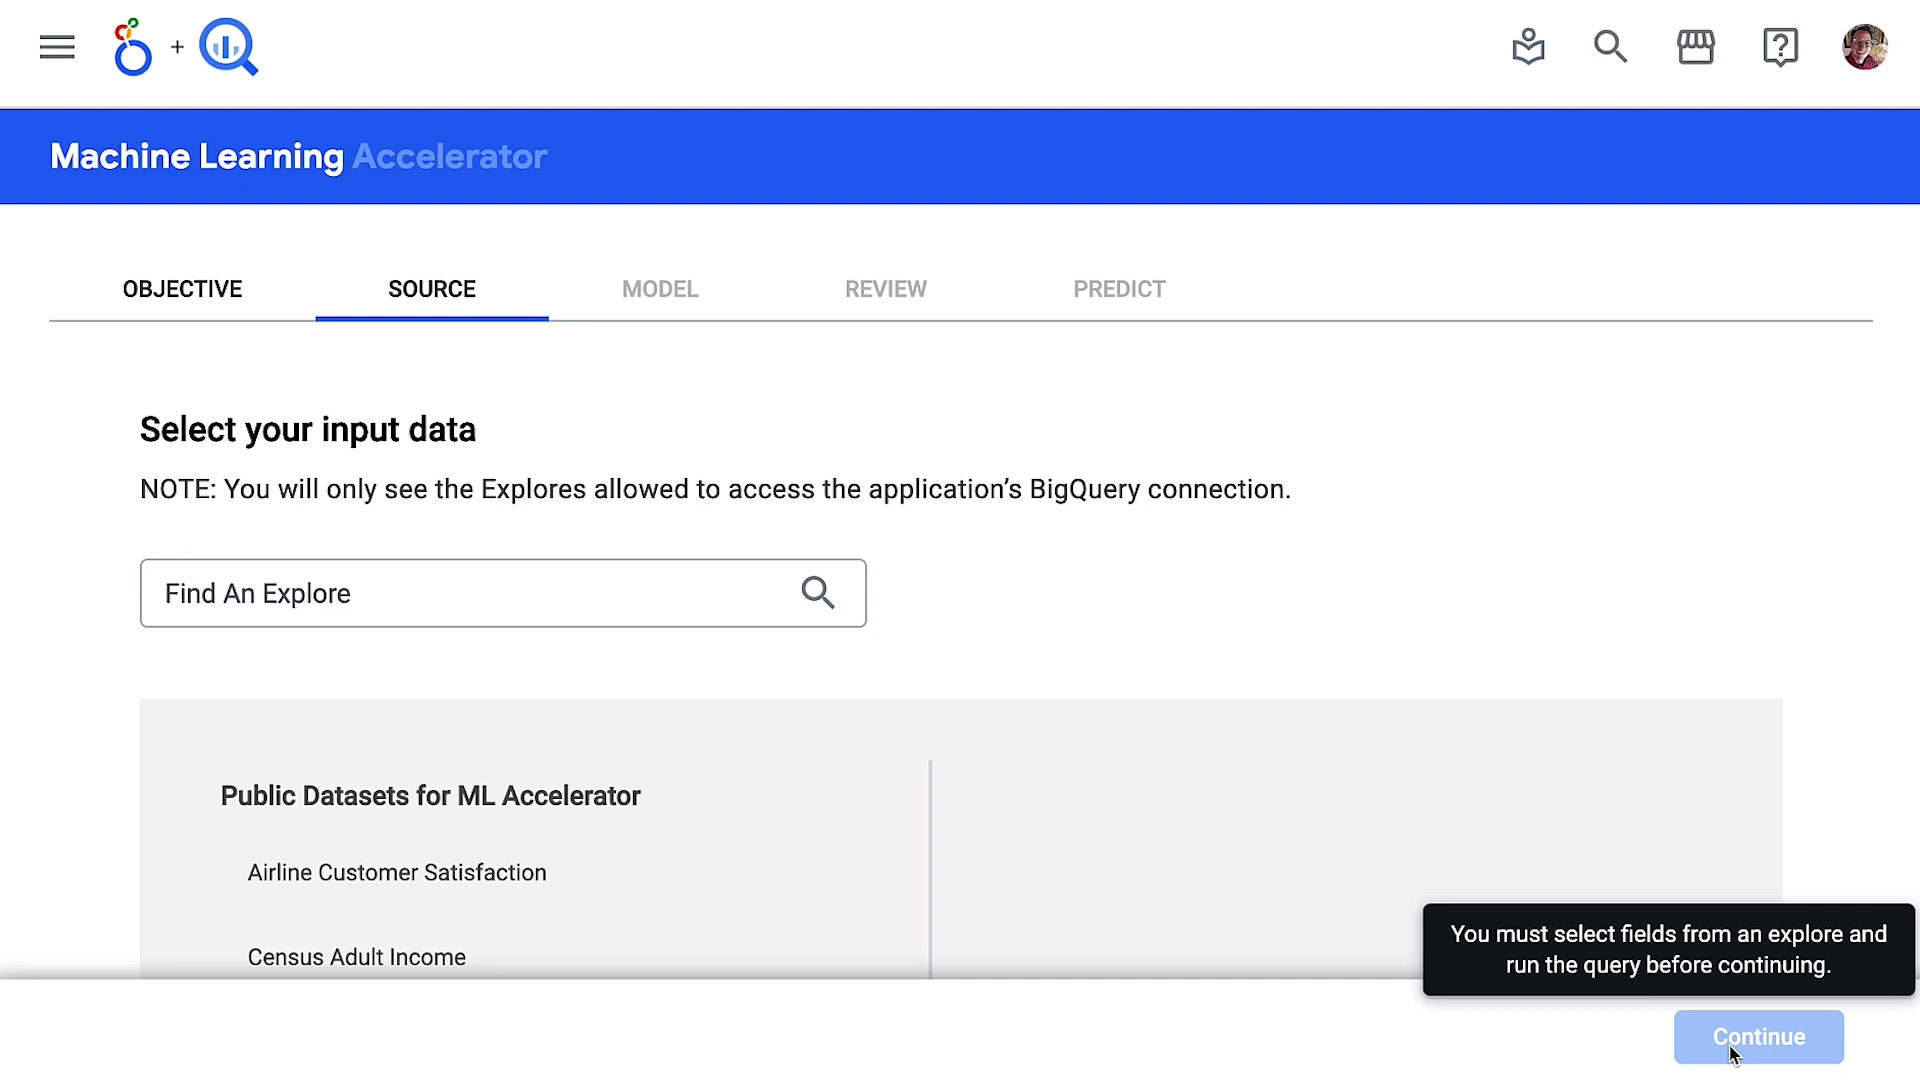 +
Machine Learning Accelerator
OBJECTIVE
SOURCE
MODEL
REVIEW
PREDICT
Select your input data
NOTE: You will only see the Explores allowed to access the application’s BigQuery connection.
Find An Explore
Public Datasets for ML Accelerator
Airline Customer Satisfaction
Census Adult Income
You must select fields from an explore and
run the query before continuing.
Continue